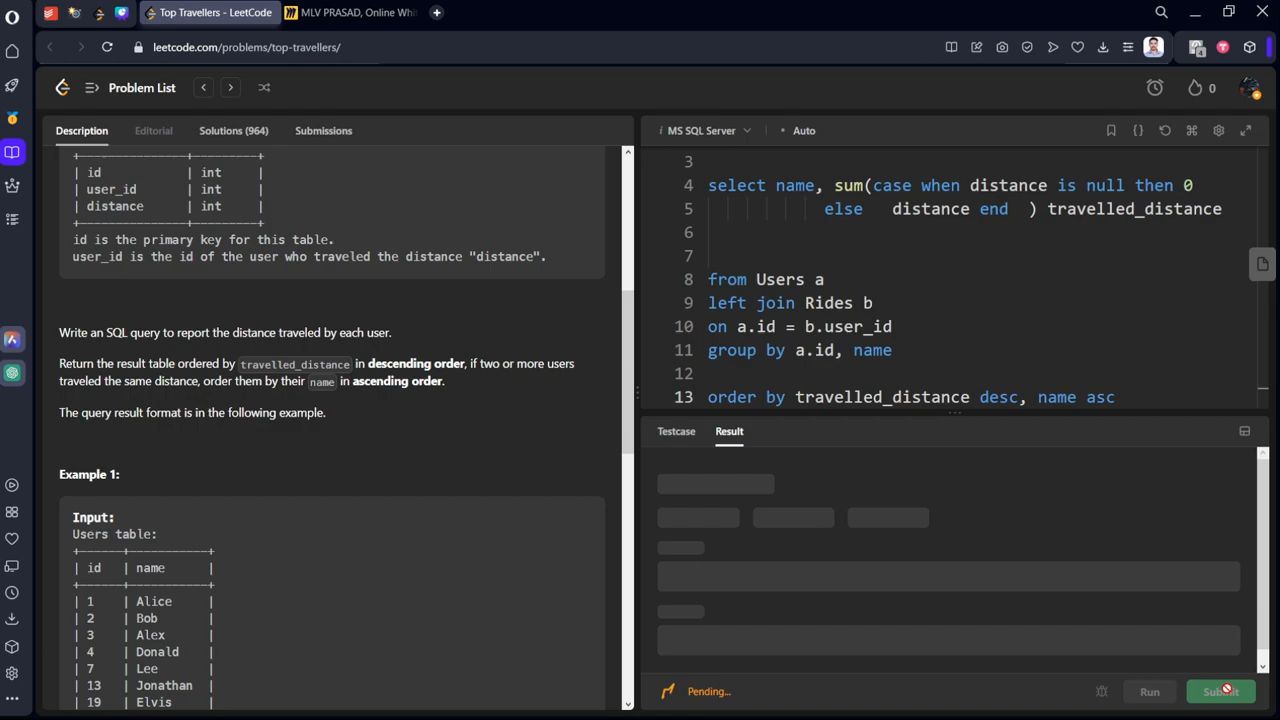 Top Travellers - LeetCode
MLV PRASAD, Online Whi
leetcode.com/problems/top-travellers/
4
Problem List
0
Description
Editorial
Solutions (964)
Submissions
i MS SQL Server
• Auto
+---------------+---------+
| id | int |
| user_id | int |
| distance | int |
+---------------+---------+
id is the primary key for this table.
user_id is the id of the user who traveled the distance "distance".
Write an SQL query to report the distance traveled by each user.
Return the result table ordered by travelled_distance in descending order, if two or more users
traveled the same distance, order them by their name in ascending order.
The query result format is in the following example.
Example 1:
Input:
Users table:
+------+-----------+
| id | name |
+------+-----------+
| 1 | Alice |
| 2 | Bob |
| 3 | Alex |
| 4 | Donald |
| 7 | Lee |
| 13 | Jonathan |
| 19 | Elvis |
3
4 select name, sum(case when distance is null then 0
5 else distance end ) travelled_distance
6
7
8 from Users a
9 left join Rides b
10 on a.id = b.user_id
11 group by a.id, name
12
13 order by travelled_distance desc, name asc
Testcase
Result
Pending...
Run
Submit